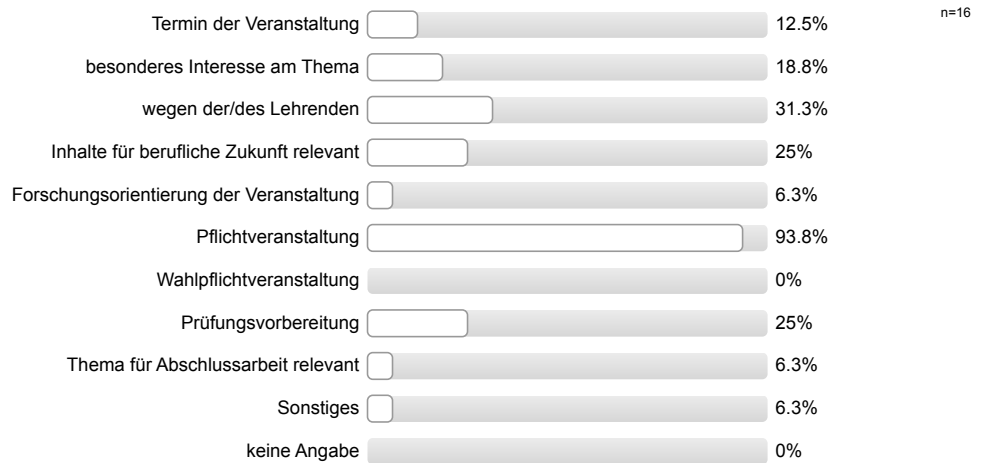 n=16
Termin der Veranstaltung 12.5%
besonderes Interesse am Thema 18.8%
wegen der/des Lehrenden 31.3%
Inhalte für berufliche Zukunft relevant 25%
Forschungsorientierung der Veranstaltung 6.3%
Pflichtveranstaltung 93.8%
Wahlpflichtveranstaltung 0%
Prüfungsvorbereitung 25%
Thema für Abschlussarbeit relevant 6.3%
Sonstiges 6.3%
keine Angabe 0%